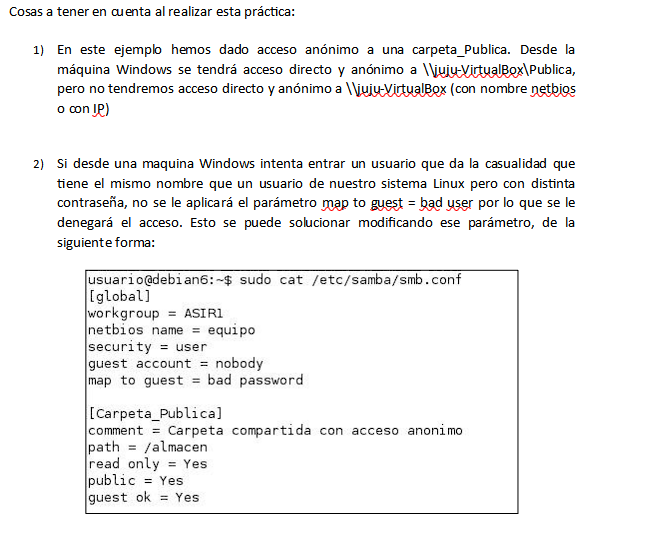 Cosas a tener en cuenta al realizar esta práctica:
1) En este ejemplo hemos dado acceso anónimo a una carpeta_Publica. Desde la
máquina Windows se tendrá acceso directo y anónimo a \\juju-VirtualBox\Publica,
pero no tendremos acceso directo y anónimo a \\juju-VirtualBox (con nombre netbios
o con IP)
2) Si desde una maquina Windows intenta entrar un usuario que da la casualidad que
tiene el mismo nombre que un usuario de nuestro sistema Linux pero con distinta
contraseña, no se le aplicará el parámetro map to guest = bad user por lo que se le
denegará el acceso. Esto se puede solucionar modificando ese parámetro, de la
siguiente forma:
usuario@debian6:~$ sudo cat /etc/samba/smb.conf
[global]
workgroup = ASIR1
netbios name = equipo
security = user
guest account = nobody
map to guest = bad password
[Carpeta_Publica]
comment = Carpeta compartida con acceso anonimo
path = /almacen
read only = Yes
public = Yes
guest ok = Yes